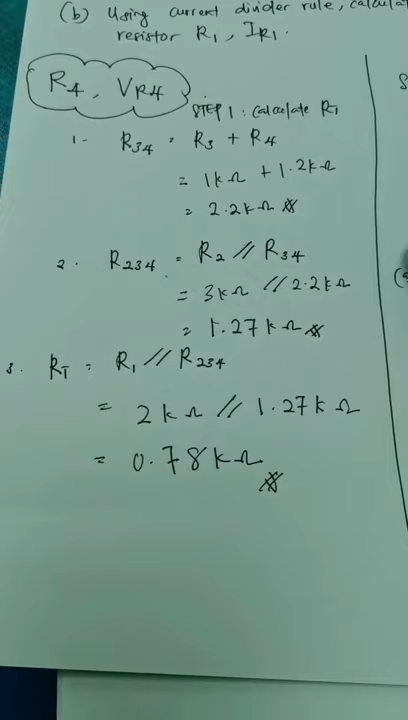 (b) Using current divider rule, calculat
resistor R1, IR1.
R4, VR4
STEP 1: Calculate RT
1. R34 = R3 + R4
= 1kΩ + 1.2kΩ
= 2.2kΩ
2. R234 = R2 // R34
= 3kΩ // 2.2kΩ
= 1.27kΩ
3. RT = R1 // R234
= 2kΩ // 1.27kΩ
= 0.78kΩ